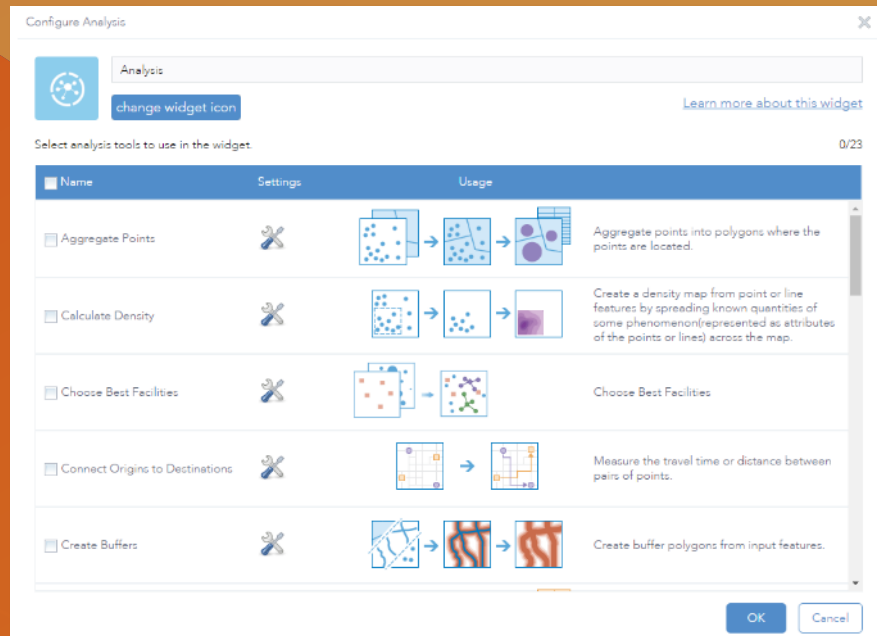 Configure Analysis
Analysis
change widget icon
Learn more about this widget
Select analysis tools to use in the widget.
0/23
Name Settings Usage
Aggregate Points
Aggregate points into polygons where the
points are located.
Calculate Density
Create a density map from point or line
features by spreading known quantities of
some phenomenon(represented as attributes
of the points or lines) across the map.
Choose Best Facilities
Choose Best Facilities
Connect Origins to Destinations
Measure the travel time or distance between
pairs of points.
Create Buffers
Create buffer polygons from input features.
OK
Cancel